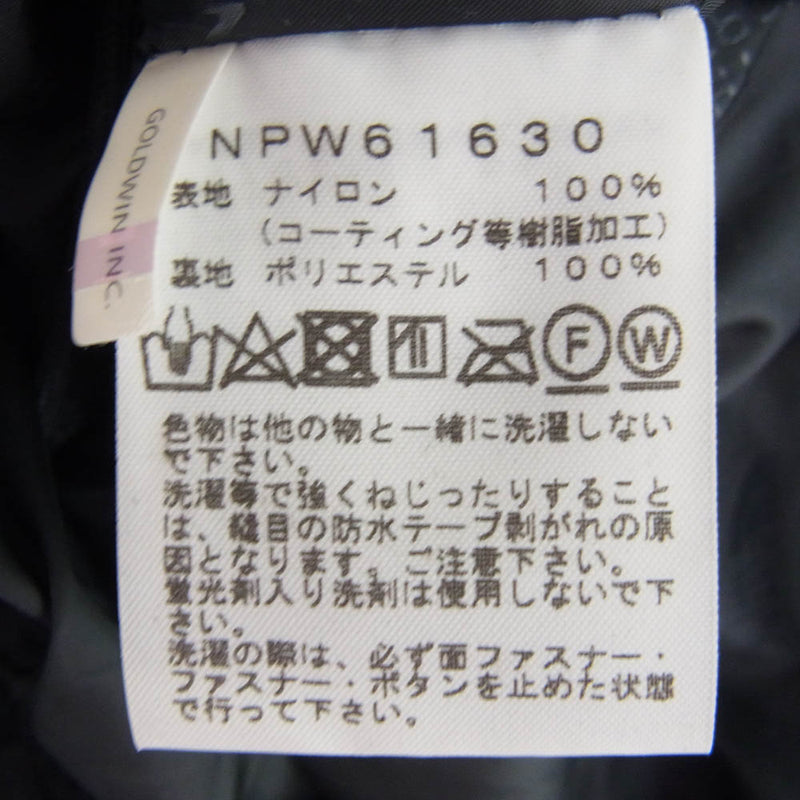 GOLDWIN INC.
NPW61630
表地 ナイロン 100%
(コーティング等樹脂加工)
裏地 ポリエステル 100%
F W
色物は他の物と一緒に洗濯しない
で下さい。
洗濯等で強くねじったりすること
は、縫目の防水テープ剥がれの原
因となります。ご注意下さい。
蛍光剤入り洗剤は使用しないで下
さい。
洗濯の際は、必ず面ファスナー・
ファスナー・ボタンを止めた状態
で行って下さい。